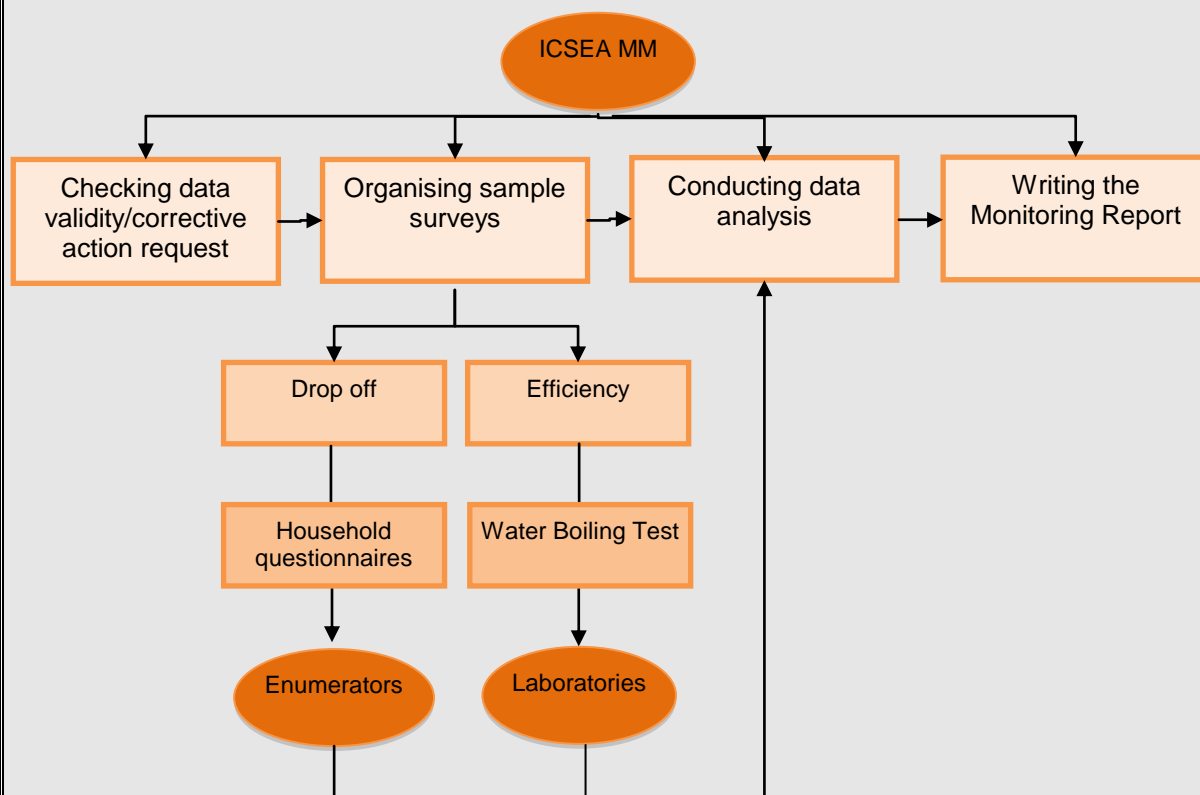 ICSEA MM
Checking data
validity/corrective
action request
Organising sample
surveys
Conducting data
analysis
Writing the
Monitoring Report
Drop off
Efficiency
Household
questionnaires
Water Boiling Test
Enumerators
Laboratories